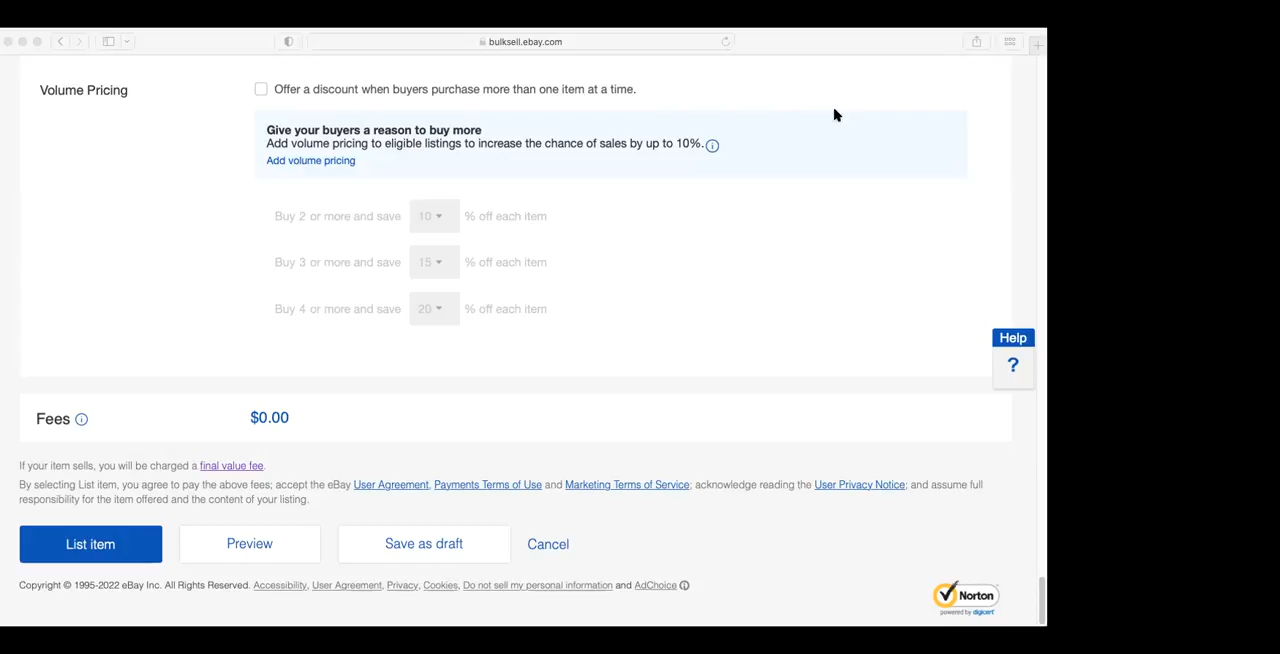 bulksell.ebay.com
Volume Pricing
Offer a discount when buyers purchase more than one item at a time.
Give your buyers a reason to buy more
Add volume pricing to eligible listings to increase the chance of sales by up to 10%.
Add volume pricing
Buy 2 or more and save 10 % off each item
Buy 3 or more and save 15 % off each item
Buy 4 or more and save 20 % off each item
Help
?
Fees $0.00
If your item sells, you will be charged a final value fee.
By selecting List item, you agree to pay the above fees; accept the eBay User Agreement, Payments Terms of Use and Marketing Terms of Service; acknowledge reading the User Privacy Notice; and assume full
responsibility for the item offered and the content of your listing.
List item Preview Save as draft Cancel
Copyright © 1995-2022 eBay Inc. All Rights Reserved. Accessibility, User Agreement, Privacy, Cookies, Do not sell my personal information and AdChoice
Norton
powered by digicert